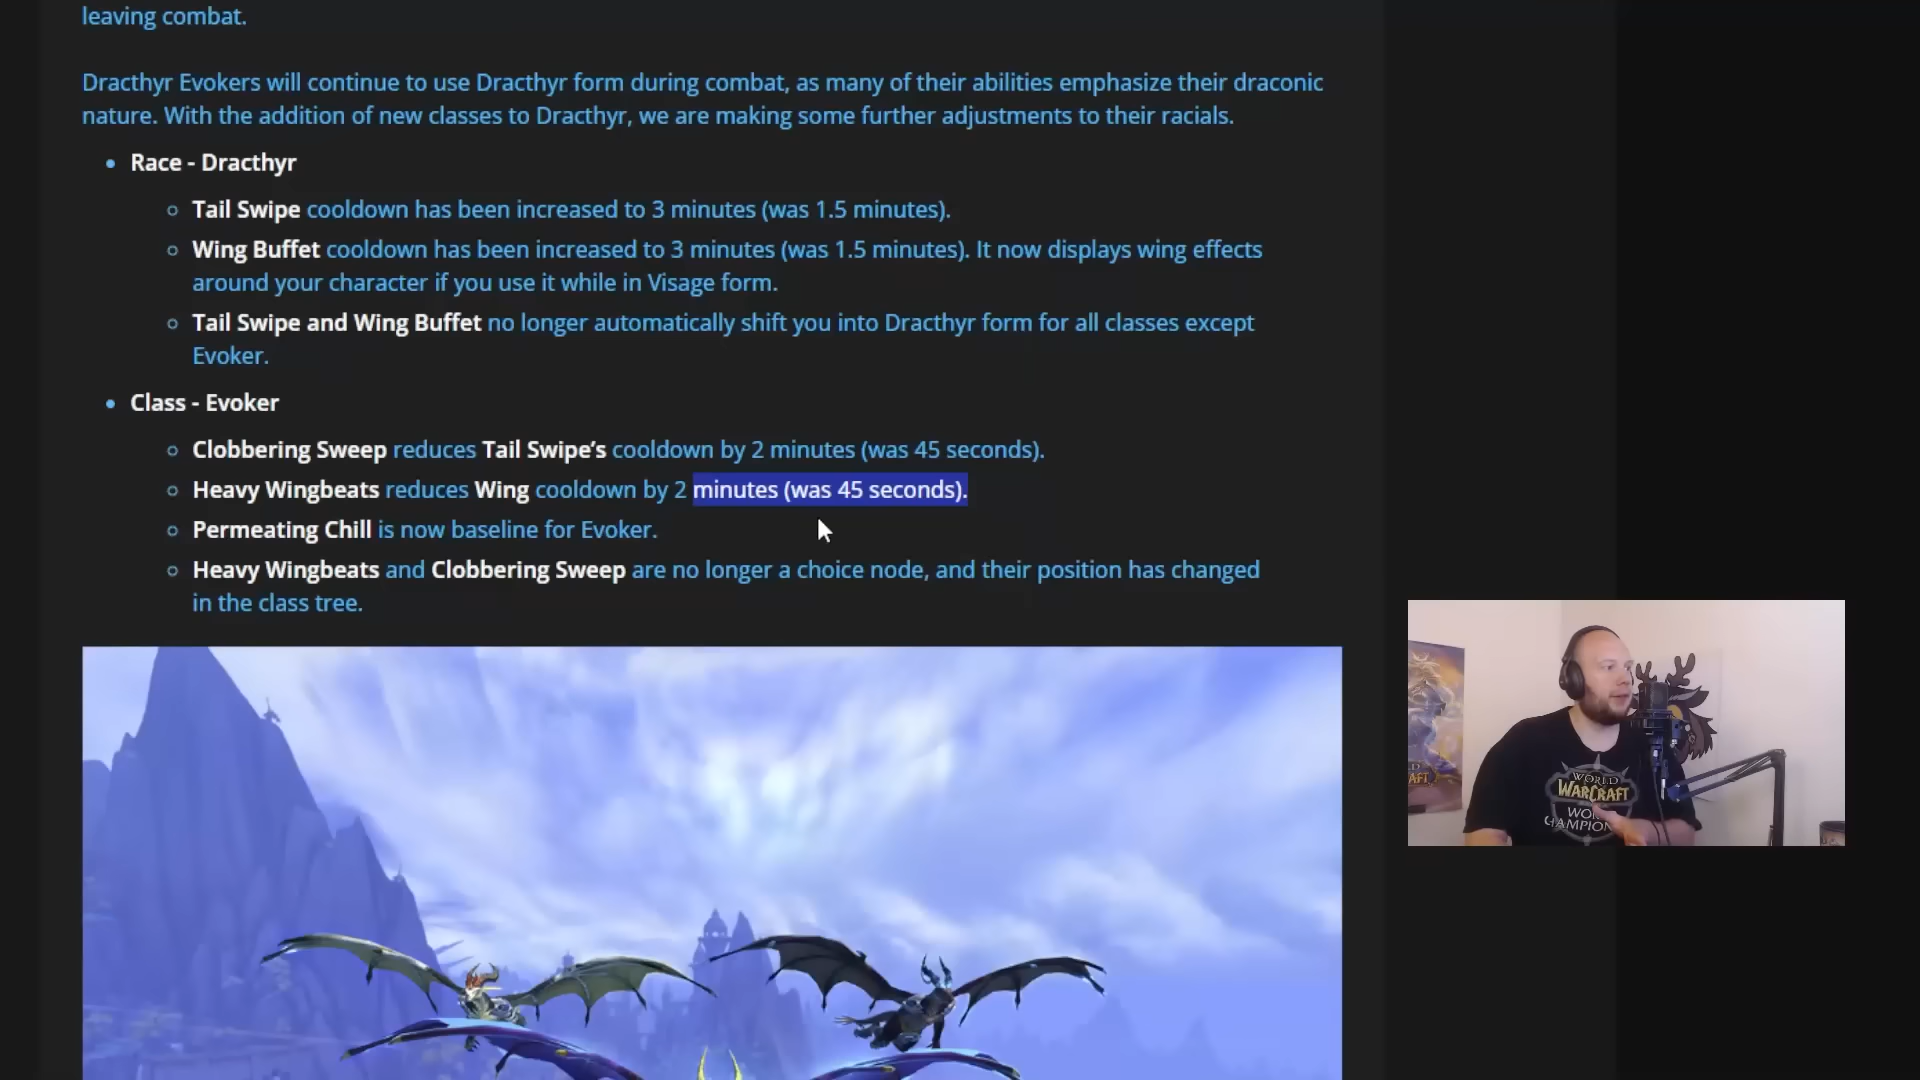 leaving combat.
Dracthyr Evokers will continue to use Dracthyr form during combat, as many of their abilities emphasize their draconic
nature. With the addition of new classes to Dracthyr, we are making some further adjustments to their racials.
Race - Dracthyr
Tail Swipe cooldown has been increased to 3 minutes (was 1.5 minutes).
Wing Buffet cooldown has been increased to 3 minutes (was 1.5 minutes). It now displays wing effects
around your character if you use it while in Visage form.
Tail Swipe and Wing Buffet no longer automatically shift you into Dracthyr form for all classes except
Evoker.
Class - Evoker
Clobbering Sweep reduces Tail Swipe’s cooldown by 2 minutes (was 45 seconds).
Heavy Wingbeats reduces Wing cooldown by 2 minutes (was 45 seconds).
Permeating Chill is now baseline for Evoker.
Heavy Wingbeats and Clobbering Sweep are no longer a choice node, and their position has changed
in the class tree.
WORLD
WARCRAFT